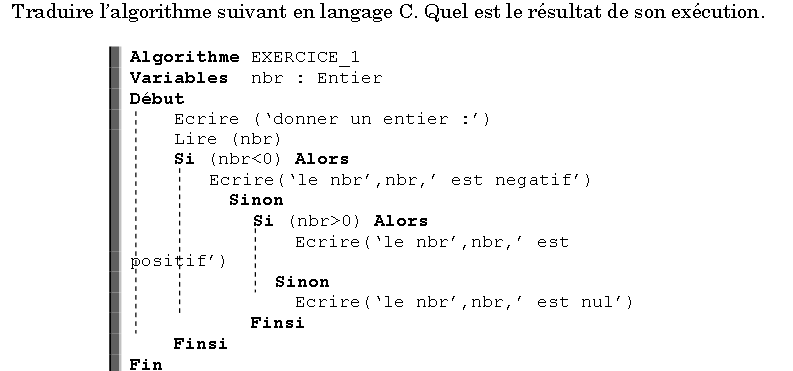 Traduire l'algorithme suivant en langage C. Quel est le résultat de son exécution.
Algorithme EXERCICE_1
Variables nbr : Entier
Début
Ecrire (‘donner un entier :’)
Lire (nbr)
Si (nbr<0) Alors
Ecrire(‘le nbr’,nbr,’ est negatif’)
Sinon
Si (nbr>0) Alors
Ecrire(‘le nbr’,nbr,’ est
positif’)
Sinon
Ecrire(‘le nbr’,nbr,’ est nul’)
Finsi
Finsi
Fin